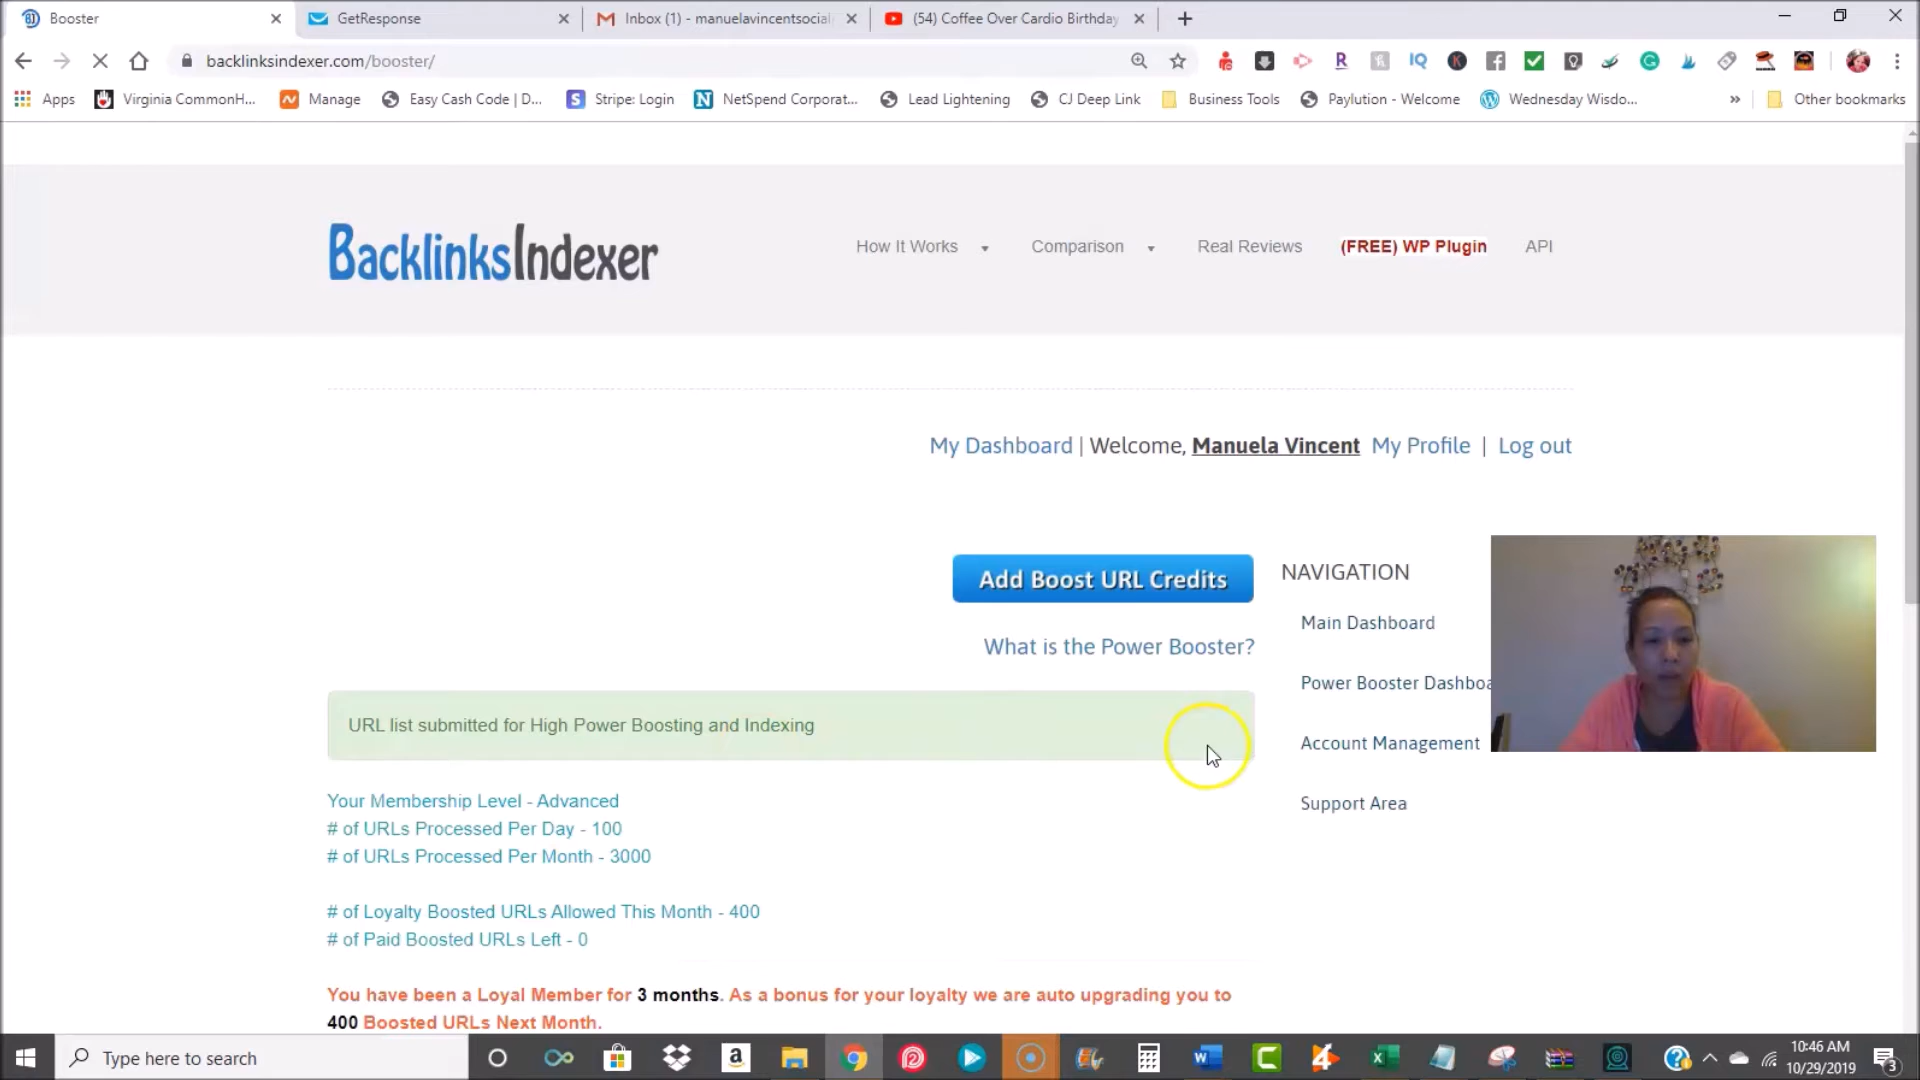 Booster
GetResponse
Inbox (1) - manuelavincentsocial
(54) Coffee Over Cardio Birthday
backlinksindexer.com/booster/
Apps
Virginia CommonH...
Manage
Easy Cash Code | D...
Stripe: Login
NetSpend Corporat...
Lead Lightening
CJ Deep Link
Business Tools
Paylution - Welcome
Wednesday Wisdo...
»
Other bookmarks
BacklinksIndexer
How It Works
Comparison
Real Reviews
(FREE) WP Plugin
API
My Dashboard | Welcome, Manuela Vincent My Profile | Log out
Add Boost URL Credits
NAVIGATION
Main Dashboard
What is the Power Booster?
Power Booster Dashboa
URL list submitted for High Power Boosting and Indexing
Account Management
Support Area
Your Membership Level - Advanced
# of URLs Processed Per Day - 100
# of URLs Processed Per Month - 3000
# of Loyalty Boosted URLs Allowed This Month - 400
# of Paid Boosted URLs Left - 0
You have been a Loyal Member for 3 months. As a bonus for your loyalty we are auto upgrading you to
400 Boosted URLs Next Month.
Type here to search
10:46 AM
10/29/2019
3